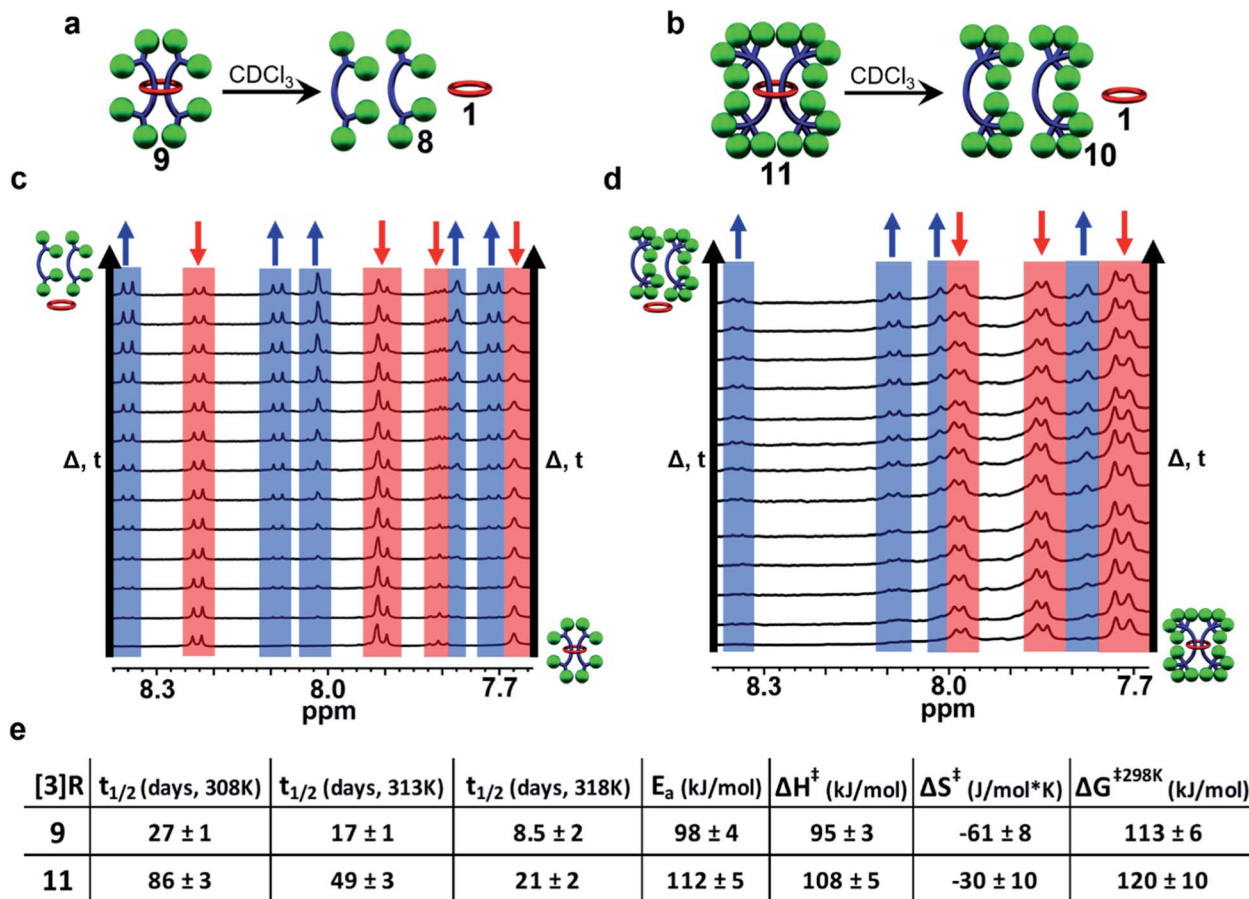 a
b
CDCl3
CDCl3
9
8
1
11
10
1
c
d
Δ, t
Δ, t
Δ, t
Δ, t
8.3
8.0
7.7
ppm
8.3
8.0
7.7
ppm
e
[3]R t1/2 (days, 308K) t1/2 (days, 313K) t1/2 (days, 318K) Ea (kJ/mol) ΔH‡ (kJ/mol) ΔS‡ (J/mol*K) ΔG‡298K (kJ/mol)
9 27 ± 1 17 ± 1 8.5 ± 2 98 ± 4 95 ± 3 -61 ± 8 113 ± 6
11 86 ± 3 49 ± 3 21 ± 2 112 ± 5 108 ± 5 -30 ± 10 120 ± 10